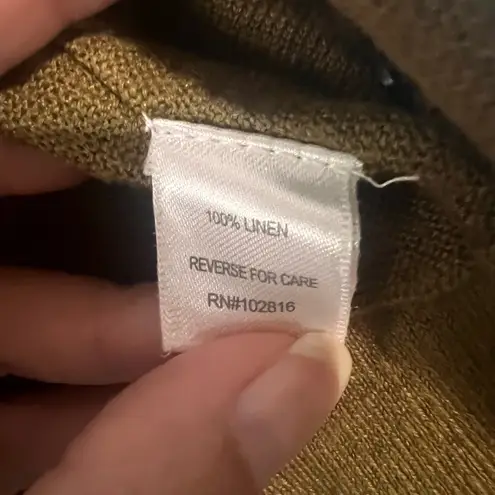 100% LINEN
REVERSE FOR CARE
RN#102816